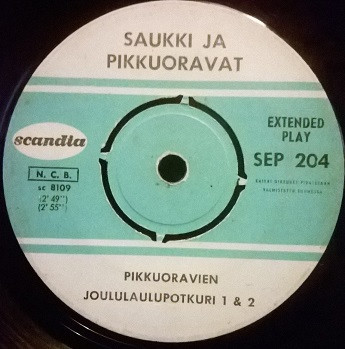 SAUKKI JA
PIKKUORAVAT
scandia
EXTENDED
PLAY
SEP 204
N. C. B.
sc 8109
(2'49")
(2'55")
PIKKUORAVIEN
JOULULAULUPOTKURI 1 & 2